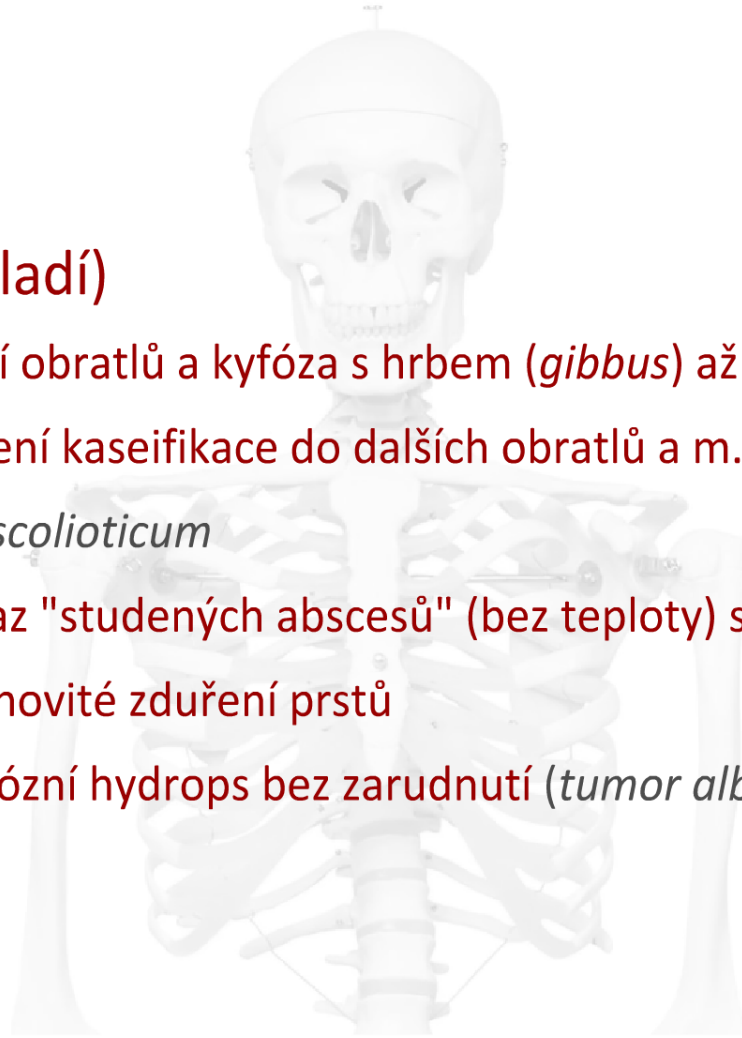 ladí)
í obratlů a kyfóza s hrbem (gibbus) až
ení kaseifikace do dalších obratlů a m.
scolioticum
az "studených abscesů" (bez teploty) s
novité zduření prstů
ózní hydrops bez zarudnutí (tumor alb